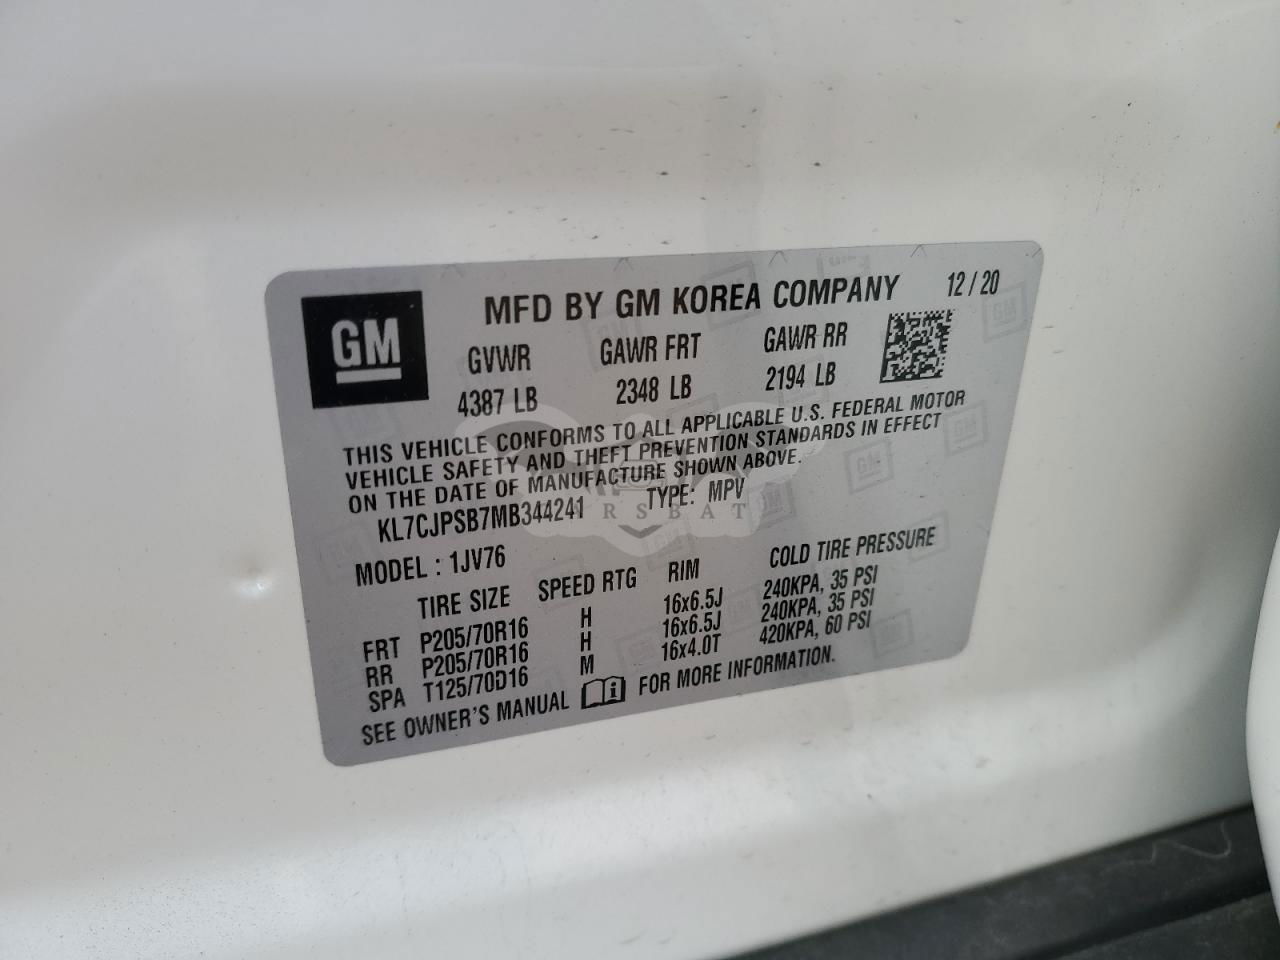 GM
MFD BY GM KOREA COMPANY 12 / 20
GVWR GAWR FRT GAWR RR
4387 LB 2348 LB 2194 LB
THIS VEHICLE CONFORMS TO ALL APPLICABLE U.S. FEDERAL MOTOR
VEHICLE SAFETY AND THEFT PREVENTION STANDARDS IN EFFECT
ON THE DATE OF MANUFACTURE SHOWN ABOVE.
KL7CJPSB7MB344241 TYPE: MPV
MODEL : 1JV76
TIRE SIZE SPEED RTG RIM COLD TIRE PRESSURE
FRT P205/70R16 H 16x6.5J 240KPA, 35 PSI
RR P205/70R16 H 16x6.5J 240KPA, 35 PSI
SPA T125/70D16 M 16x4.0T 420KPA, 60 PSI
SEE OWNER'S MANUAL FOR MORE INFORMATION.